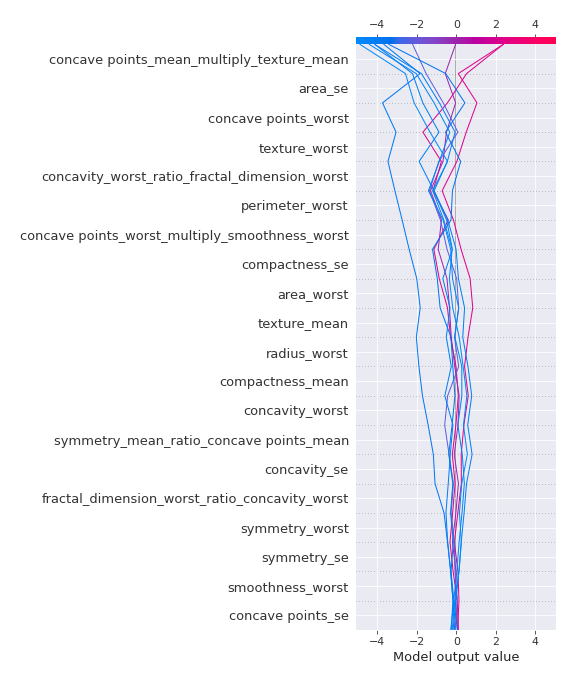 −4 −2 0 2 4
concave points_mean_multiply_texture_mean
area_se
concave points_worst
texture_worst
concavity_worst_ratio_fractal_dimension_worst
perimeter_worst
concave points_worst_multiply_smoothness_worst
compactness_se
area_worst
texture_mean
radius_worst
compactness_mean
concavity_worst
symmetry_mean_ratio_concave points_mean
concavity_se
fractal_dimension_worst_ratio_concavity_worst
symmetry_worst
symmetry_se
smoothness_worst
concave points_se
−4 −2 0 2 4
Model output value